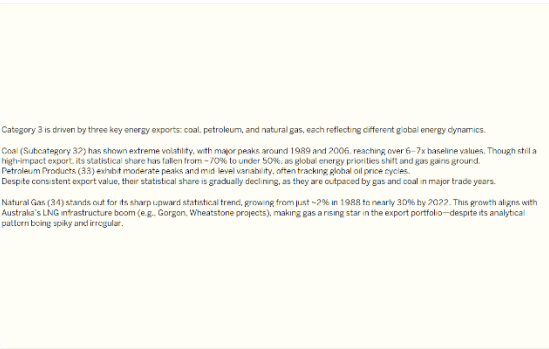 Category 3 is driven by three key energy exports: coal, petroleum, and natural gas, each reflecting different global energy dynamics.
Coal (Subcategory 32) has shown extreme volatility, with major peaks around 1989 and 2006, reaching over 6–7x baseline values. Though still a
high-impact export, its statistical share has fallen from ~70% to under 50%, as global energy priorities shift and gas gains ground.
Petroleum Products (33) exhibit moderate peaks and mid-level variability, often tracking global oil price cycles.
Despite consistent export value, their statistical share is gradually declining, as they are outpaced by gas and coal in major trade years.
Natural Gas (34) stands out for its sharp upward statistical trend, growing from just ~2% in 1988 to nearly 30% by 2022. This growth aligns with
Australia's LNG infrastructure boom (e.g., Gorgon, Wheatstone projects), making gas a rising star in the export portfolio—despite its analytical
pattern being spiky and irregular.